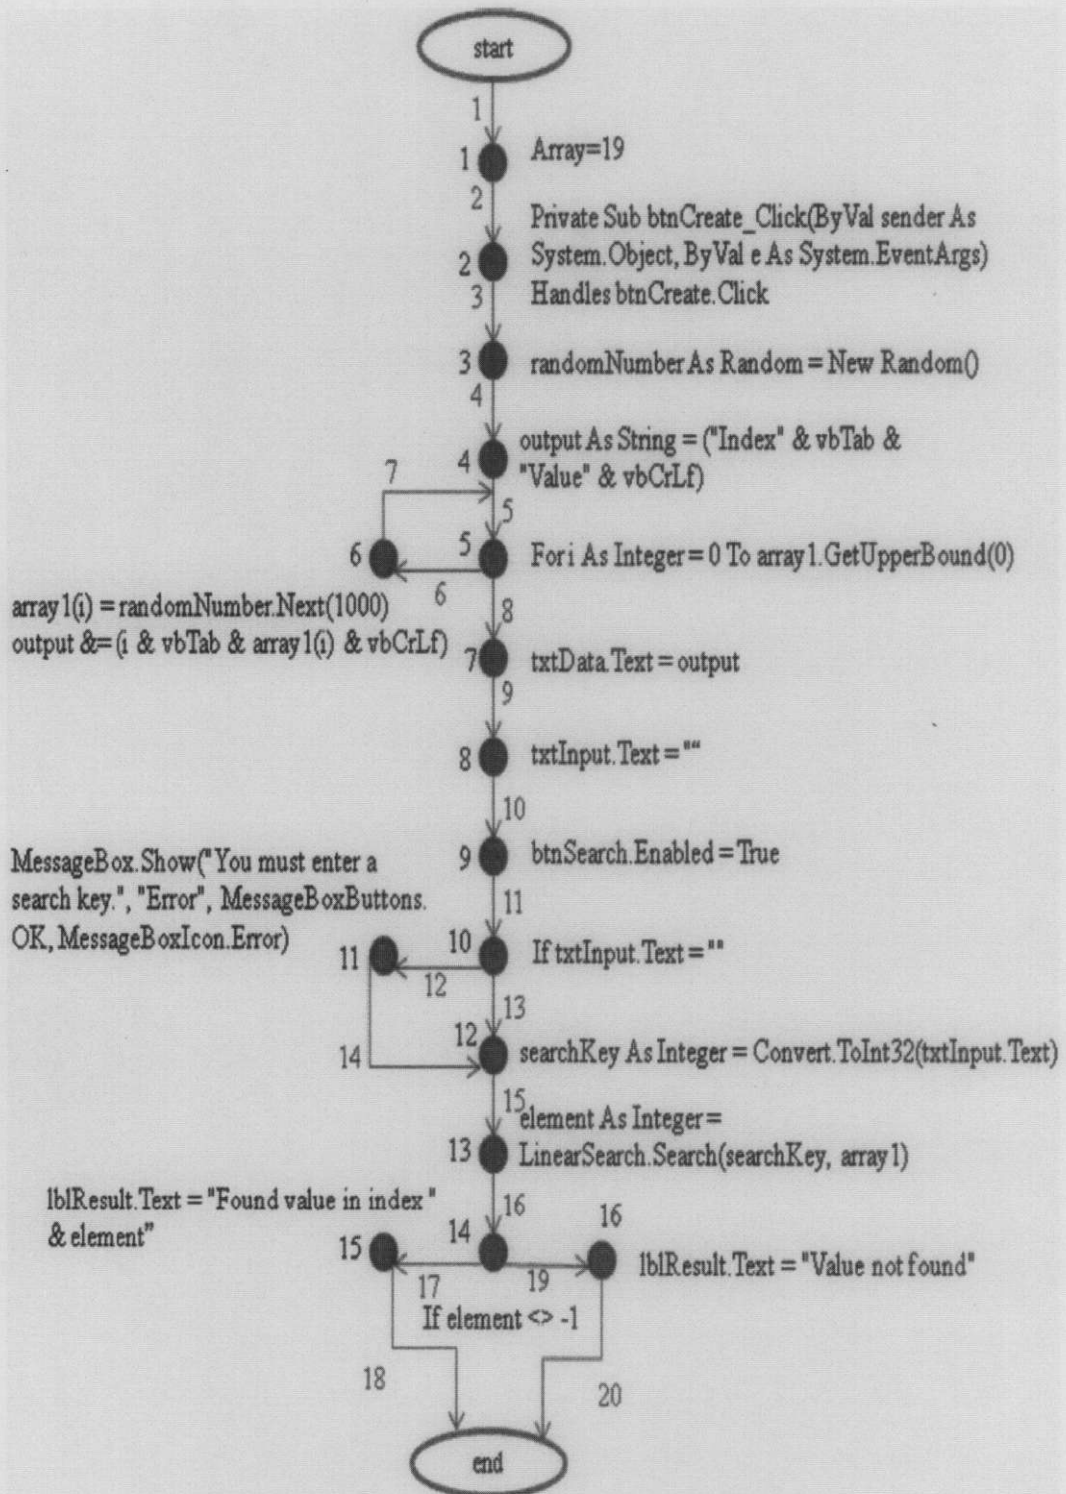 start
1
1 Array=19
2
Private Sub btnCreate_Click(ByVal sender As
2 System.Object, ByVal e As System.EventArgs)
3 Handles btnCreate.Click
3 randomNumber As Random = New Random()
4
output As String = ("Index" & vbTab &
4 "Value" & vbCrLf)
7
5
6 5 For i As Integer = 0 To array1.GetUpperBound(0)
6
array1(i) = randomNumber.Next(1000)
8
output &= (i & vbTab & array1(i) & vbCrLf)
7 txtData.Text = output
9
8 txtInput.Text = "“
10
9 btnSearch.Enabled = True
MessageBox.Show("You must enter a
search key.", "Error", MessageBoxButtons.
OK, MessageBoxIcon.Error)
11
11 10 If txtInput.Text = ""
12
13
14 12 searchKey As Integer = Convert.ToInt32(txtInput.Text)
15
element As Integer =
13 LinearSearch.Search(searchKey, array1)
lblResult.Text = "Found value in index "
& element”
16
14
16
15
lblResult.Text = "Value not found"
17
19
If element <> -1
18
20
end